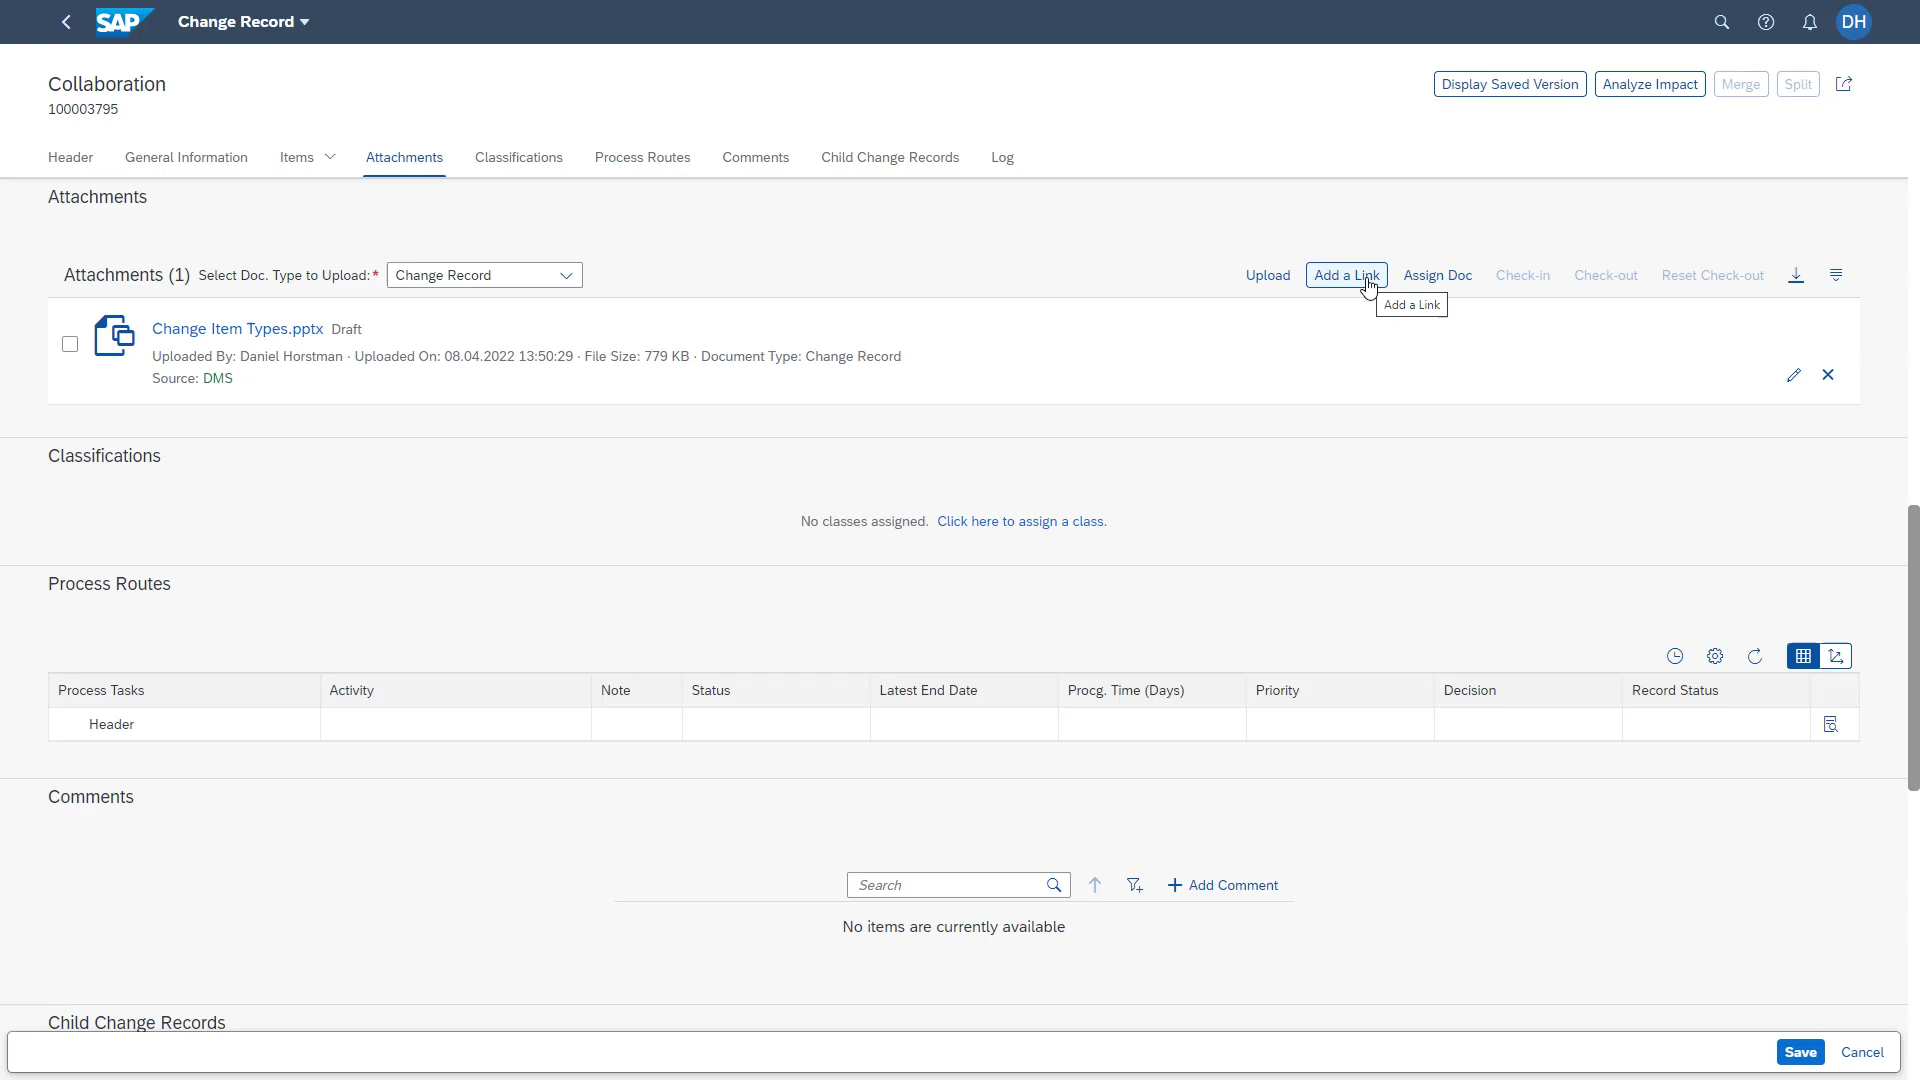 SAP Change Record DH
Collaboration
Display Saved Version Analyze Impact Merge Split
100003795
Header General Information Items Attachments Classifications Process Routes Comments Child Change Records Log
Attachments
Attachments (1) Select Doc. Type to Upload:* Change Record Upload Add a Link Assign Doc Check-in Check-out Reset Check-out
Add a Link
Change Item Types.pptx Draft
Uploaded By: Daniel Horstman · Uploaded On: 08.04.2022 13:50:29 · File Size: 779 KB · Document Type: Change Record
Source: DMS
Classifications
No classes assigned. Click here to assign a class.
Process Routes
Process Tasks Activity Note Status Latest End Date Procg. Time (Days) Priority Decision Record Status
Header
Comments
Search Add Comment
No items are currently available
Child Change Records
Save Cancel